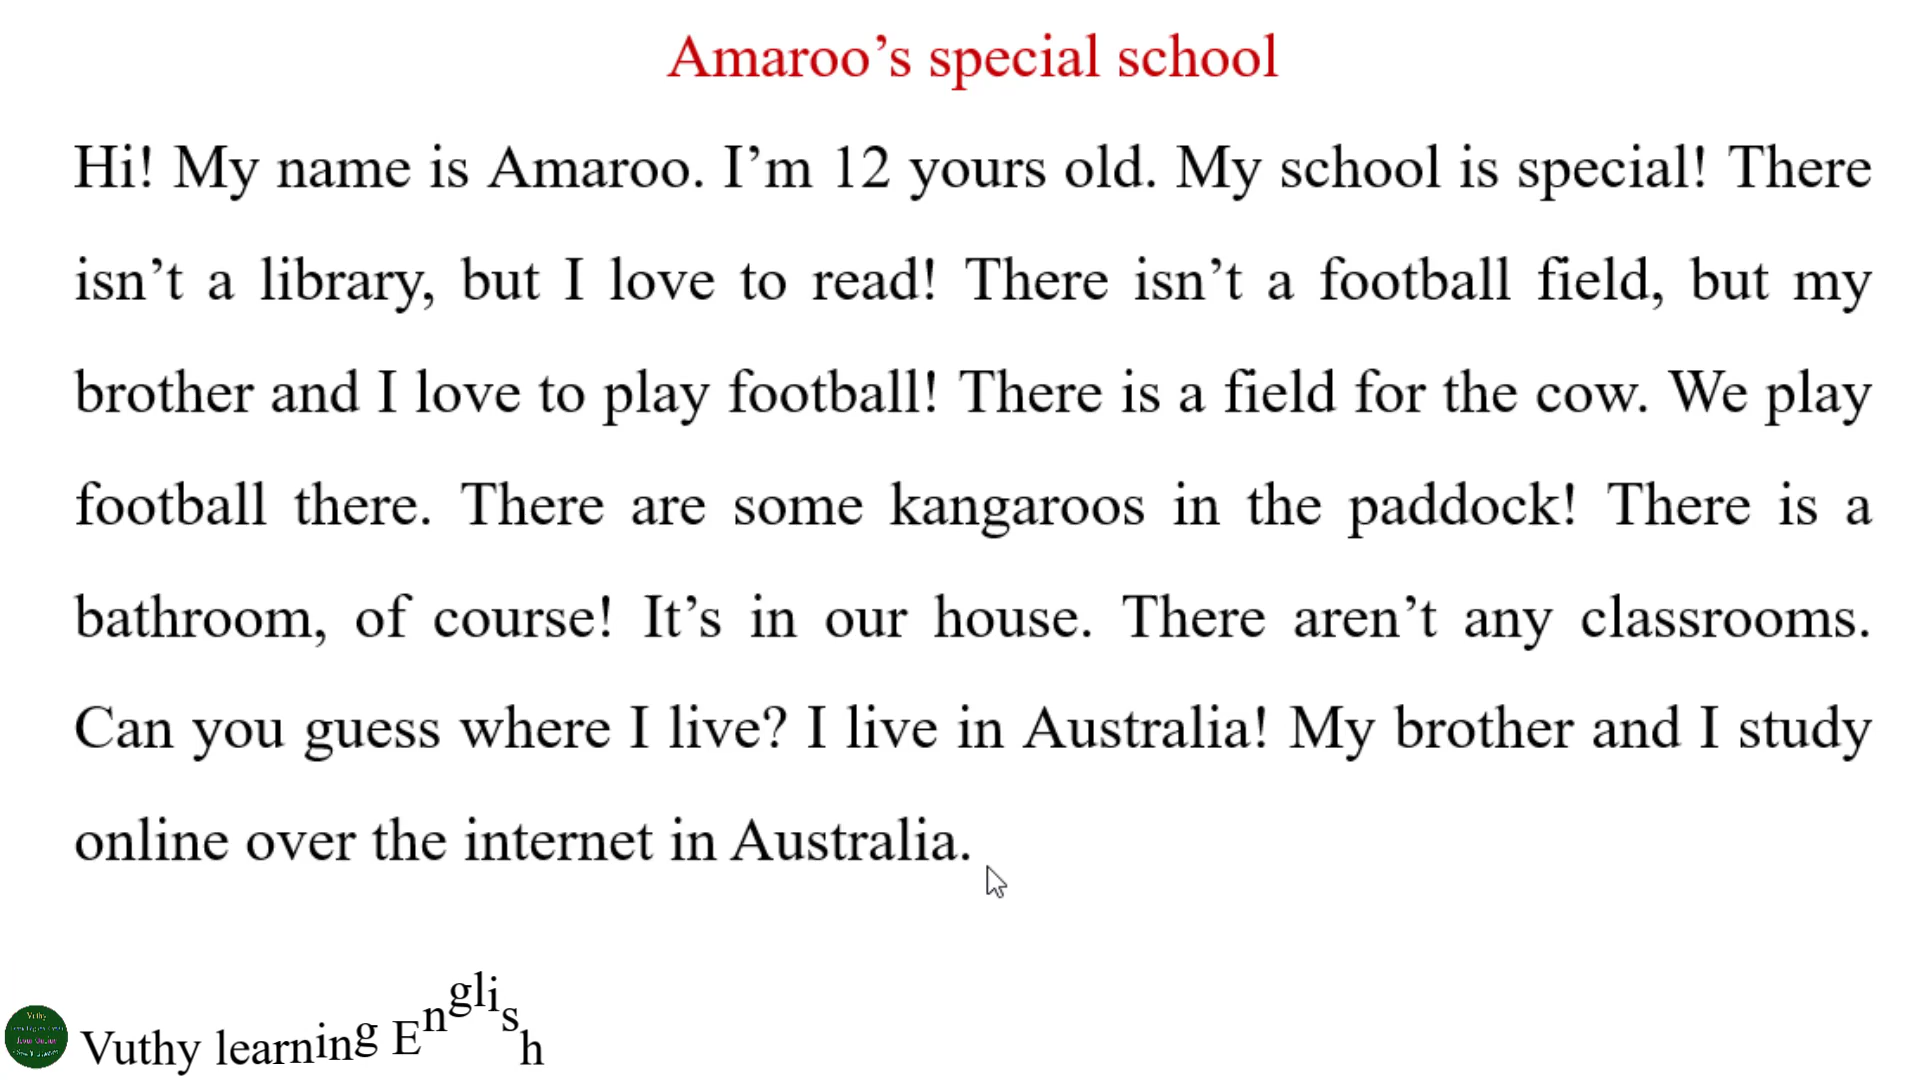 Amaroo’s special school
Hi! My name is Amaroo. I’m 12 yours old. My school is special! There
isn’t a library, but I love to read! There isn’t a football field, but my
brother and I love to play football! There is a field for the cow. We play
football there. There are some kangaroos in the paddock! There is a
bathroom, of course! It’s in our house. There aren’t any classrooms.
Can you guess where I live? I live in Australia! My brother and I study
online over the internet in Australia.
Vuthy learning English
Vuthy